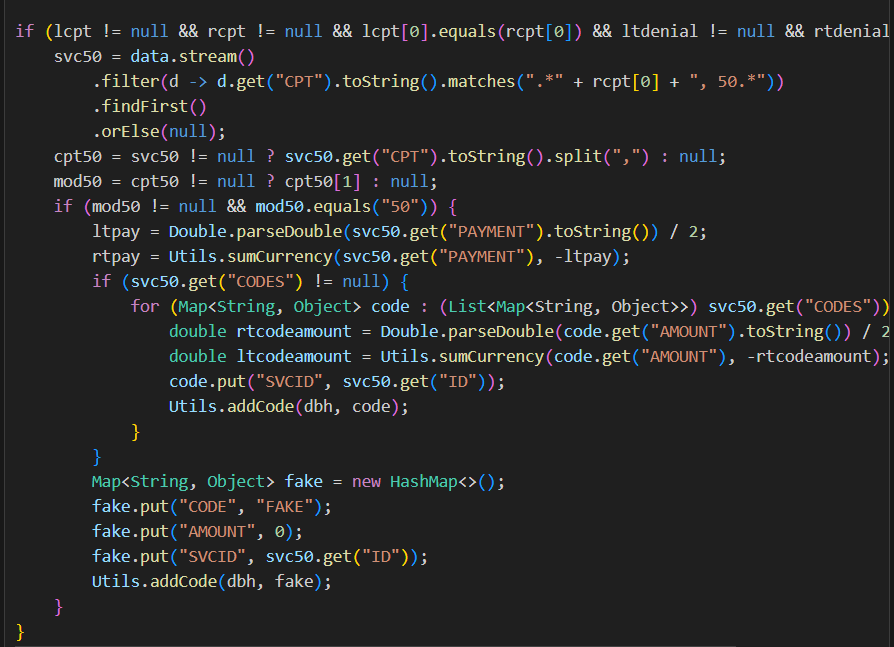 if (lcpt != null && rcpt != null && lcpt[0].equals(rcpt[0]) && ltdenial != null && rtdenial
    svc50 = data.stream()
        .filter(d -> d.get("CPT").toString().matches(".*" + rcpt[0] + ", 50.*"))
        .findFirst()
        .orElse(null);
    cpt50 = svc50 != null ? svc50.get("CPT").toString().split(",") : null;
    mod50 = cpt50 != null ? cpt50[1] : null;
    if (mod50 != null && mod50.equals("50")) {
        ltpay = Double.parseDouble(svc50.get("PAYMENT").toString()) / 2;
        rtpay = Utils.sumCurrency(svc50.get("PAYMENT"), -ltpay);
        if (svc50.get("CODES") != null) {
            for (Map<String, Object> code : (List<Map<String, Object>>) svc50.get("CODES"))
                double rtcodeamount = Double.parseDouble(code.get("AMOUNT").toString()) / 2
                double ltcodeamount = Utils.sumCurrency(code.get("AMOUNT"), -rtcodeamount);
                code.put("SVCID", svc50.get("ID"));
                Utils.addCode(dbh, code);
            }
        }
        Map<String, Object> fake = new HashMap<>();
        fake.put("CODE", "FAKE");
        fake.put("AMOUNT", 0);
        fake.put("SVCID", svc50.get("ID"));
        Utils.addCode(dbh, fake);
    }
}